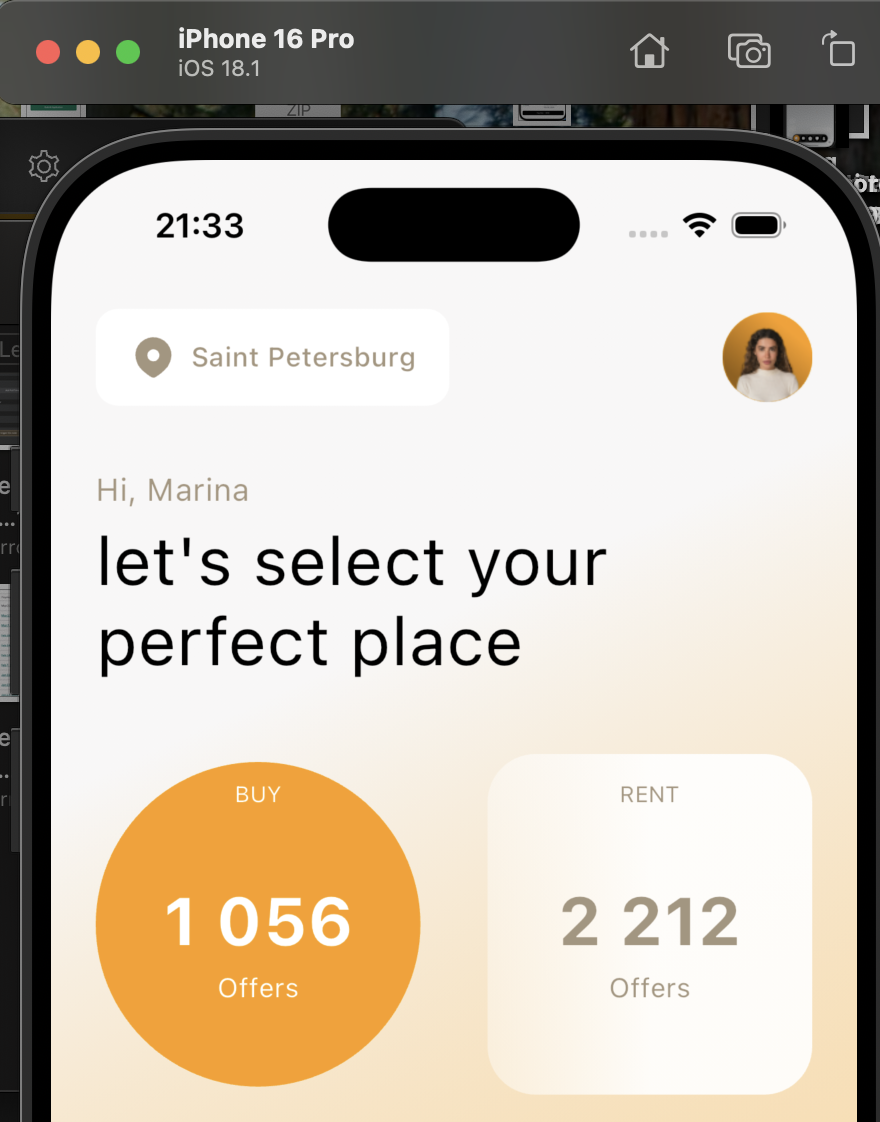 iPhone 16 Pro
iOS 18.1
ZIP
21:33
Saint Petersburg
Hi, Marina
let's select your
perfect place
BUY
RENT
1 056
2 212
Offers
Offers